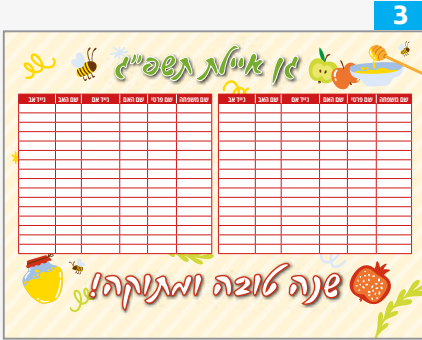 3
גן איילת תשפ״ג
שם משפחה שם פרטי שם האם נייד אם שם האב נייד אב שם משפחה שם פרטי שם האם נייד אם שם האב נייד אב
שנה טובה ומתוקה!